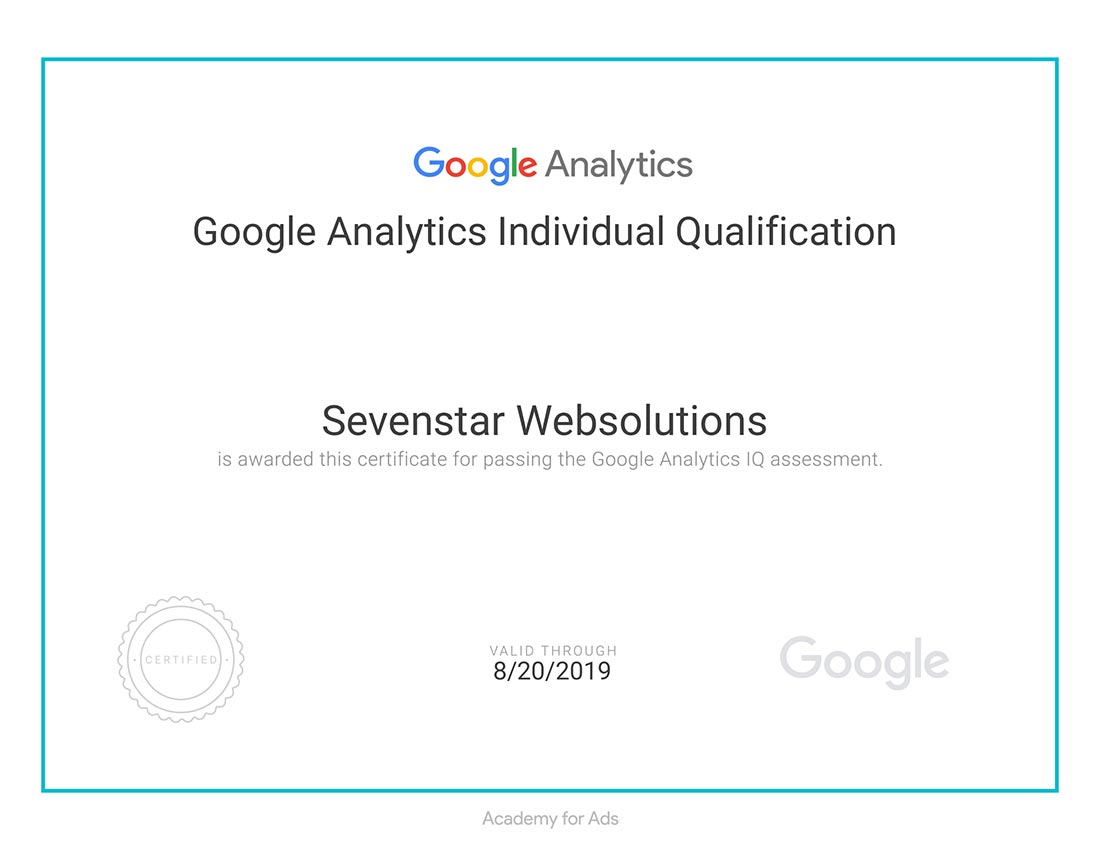 Google Analytics
Google Analytics Individual Qualification
Sevenstar Websolutions
is awarded this certificate for passing the Google Analytics IQ assessment.
· CERTIFIED ·
VALID THROUGH
8/20/2019
Google
Academy for Ads